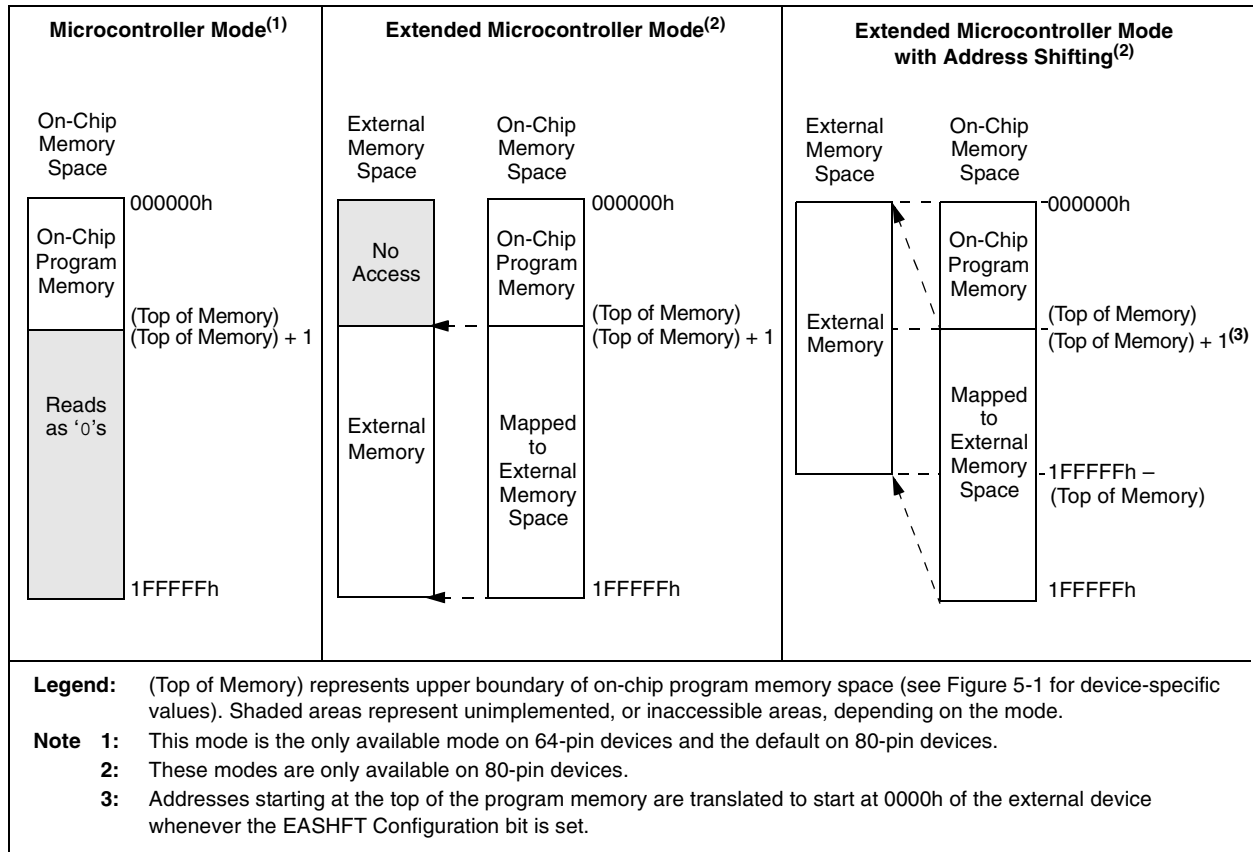 Microcontroller Mode(1)
On-Chip
Memory
Space
000000h
On-Chip
Program
Memory
(Top of Memory)
(Top of Memory) + 1
Reads
as ‘0’s
1FFFFFh
Extended Microcontroller Mode(2)
External
Memory
Space
On-Chip
Memory
Space
000000h
No
Access
On-Chip
Program
Memory
(Top of Memory)
(Top of Memory) + 1
External
Memory
Mapped
to
External
Memory
Space
1FFFFFh
Extended Microcontroller Mode
with Address Shifting(2)
External
Memory
Space
On-Chip
Memory
Space
000000h
On-Chip
Program
Memory
External
Memory
(Top of Memory)
(Top of Memory) + 1(3)
Mapped
to
External
Memory
Space
1FFFFFh –
(Top of Memory)
1FFFFFh
Legend: (Top of Memory) represents upper boundary of on-chip program memory space (see Figure 5-1 for device-specific
values). Shaded areas represent unimplemented, or inaccessible areas, depending on the mode.
Note 1: This mode is the only available mode on 64-pin devices and the default on 80-pin devices.
2: These modes are only available on 80-pin devices.
3: Addresses starting at the top of the program memory are translated to start at 0000h of the external device
whenever the EASHFT Configuration bit is set.